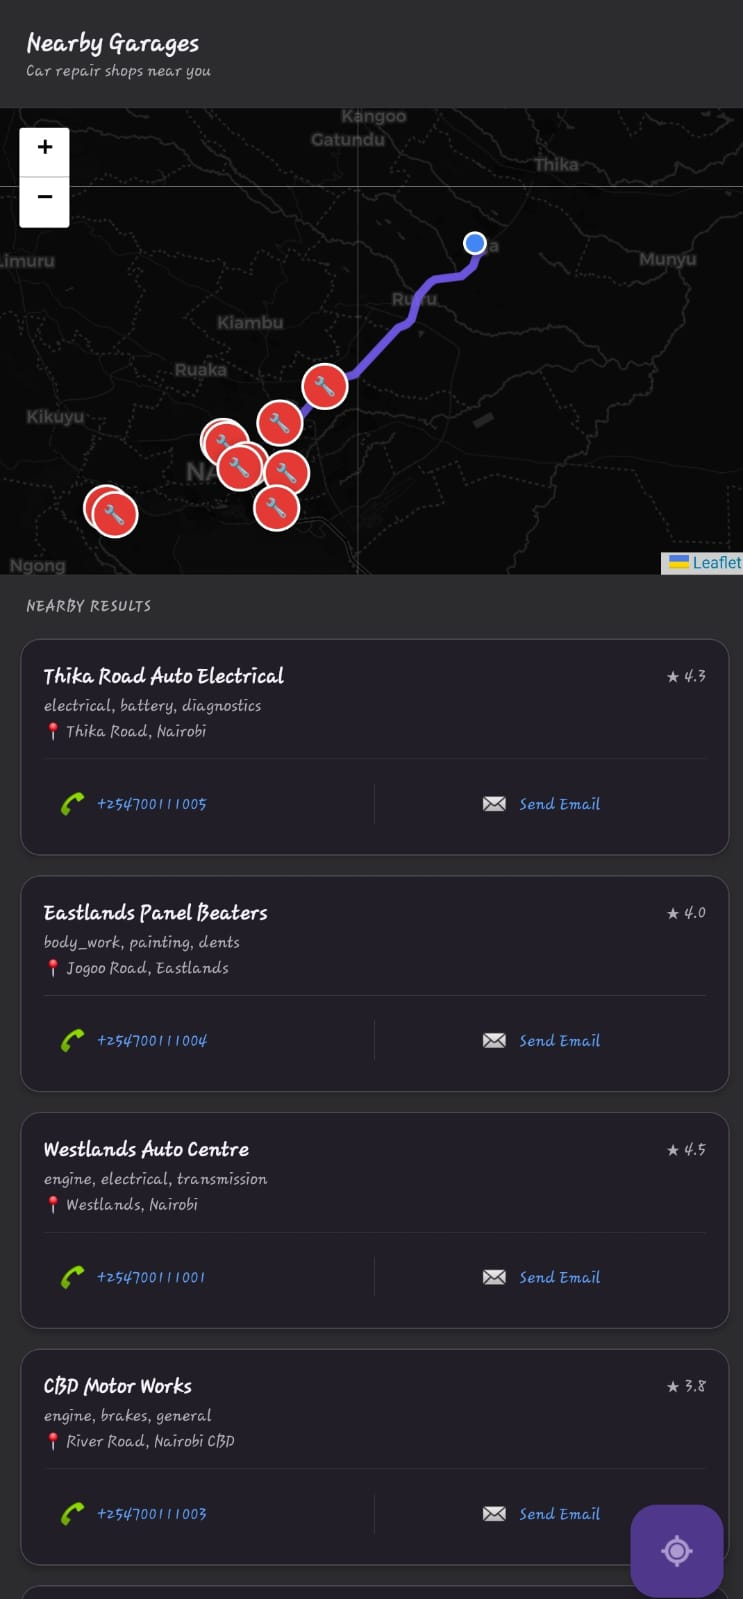 Nearby Garages
Car repair shops near you
+
−
Kangoo
Gatundu
Thika
Limuru
Munyu
Kiambu
Ruaka
Kikuyu
Ngong
Leaflet
NEARBY RESULTS
Thika Road Auto Electrical
★ 4.3
electrical, battery, diagnostics
Thika Road, Nairobi
+254700111005
Send Email
Eastlands Panel Beaters
★ 4.0
body_work, painting, dents
Jogoo Road, Eastlands
+254700111004
Send Email
Westlands Auto Centre
★ 4.5
engine, electrical, transmission
Westlands, Nairobi
+254700111001
Send Email
CBD Motor Works
★ 3.8
engine, brakes, general
River Road, Nairobi CBD
+254700111003
Send Email